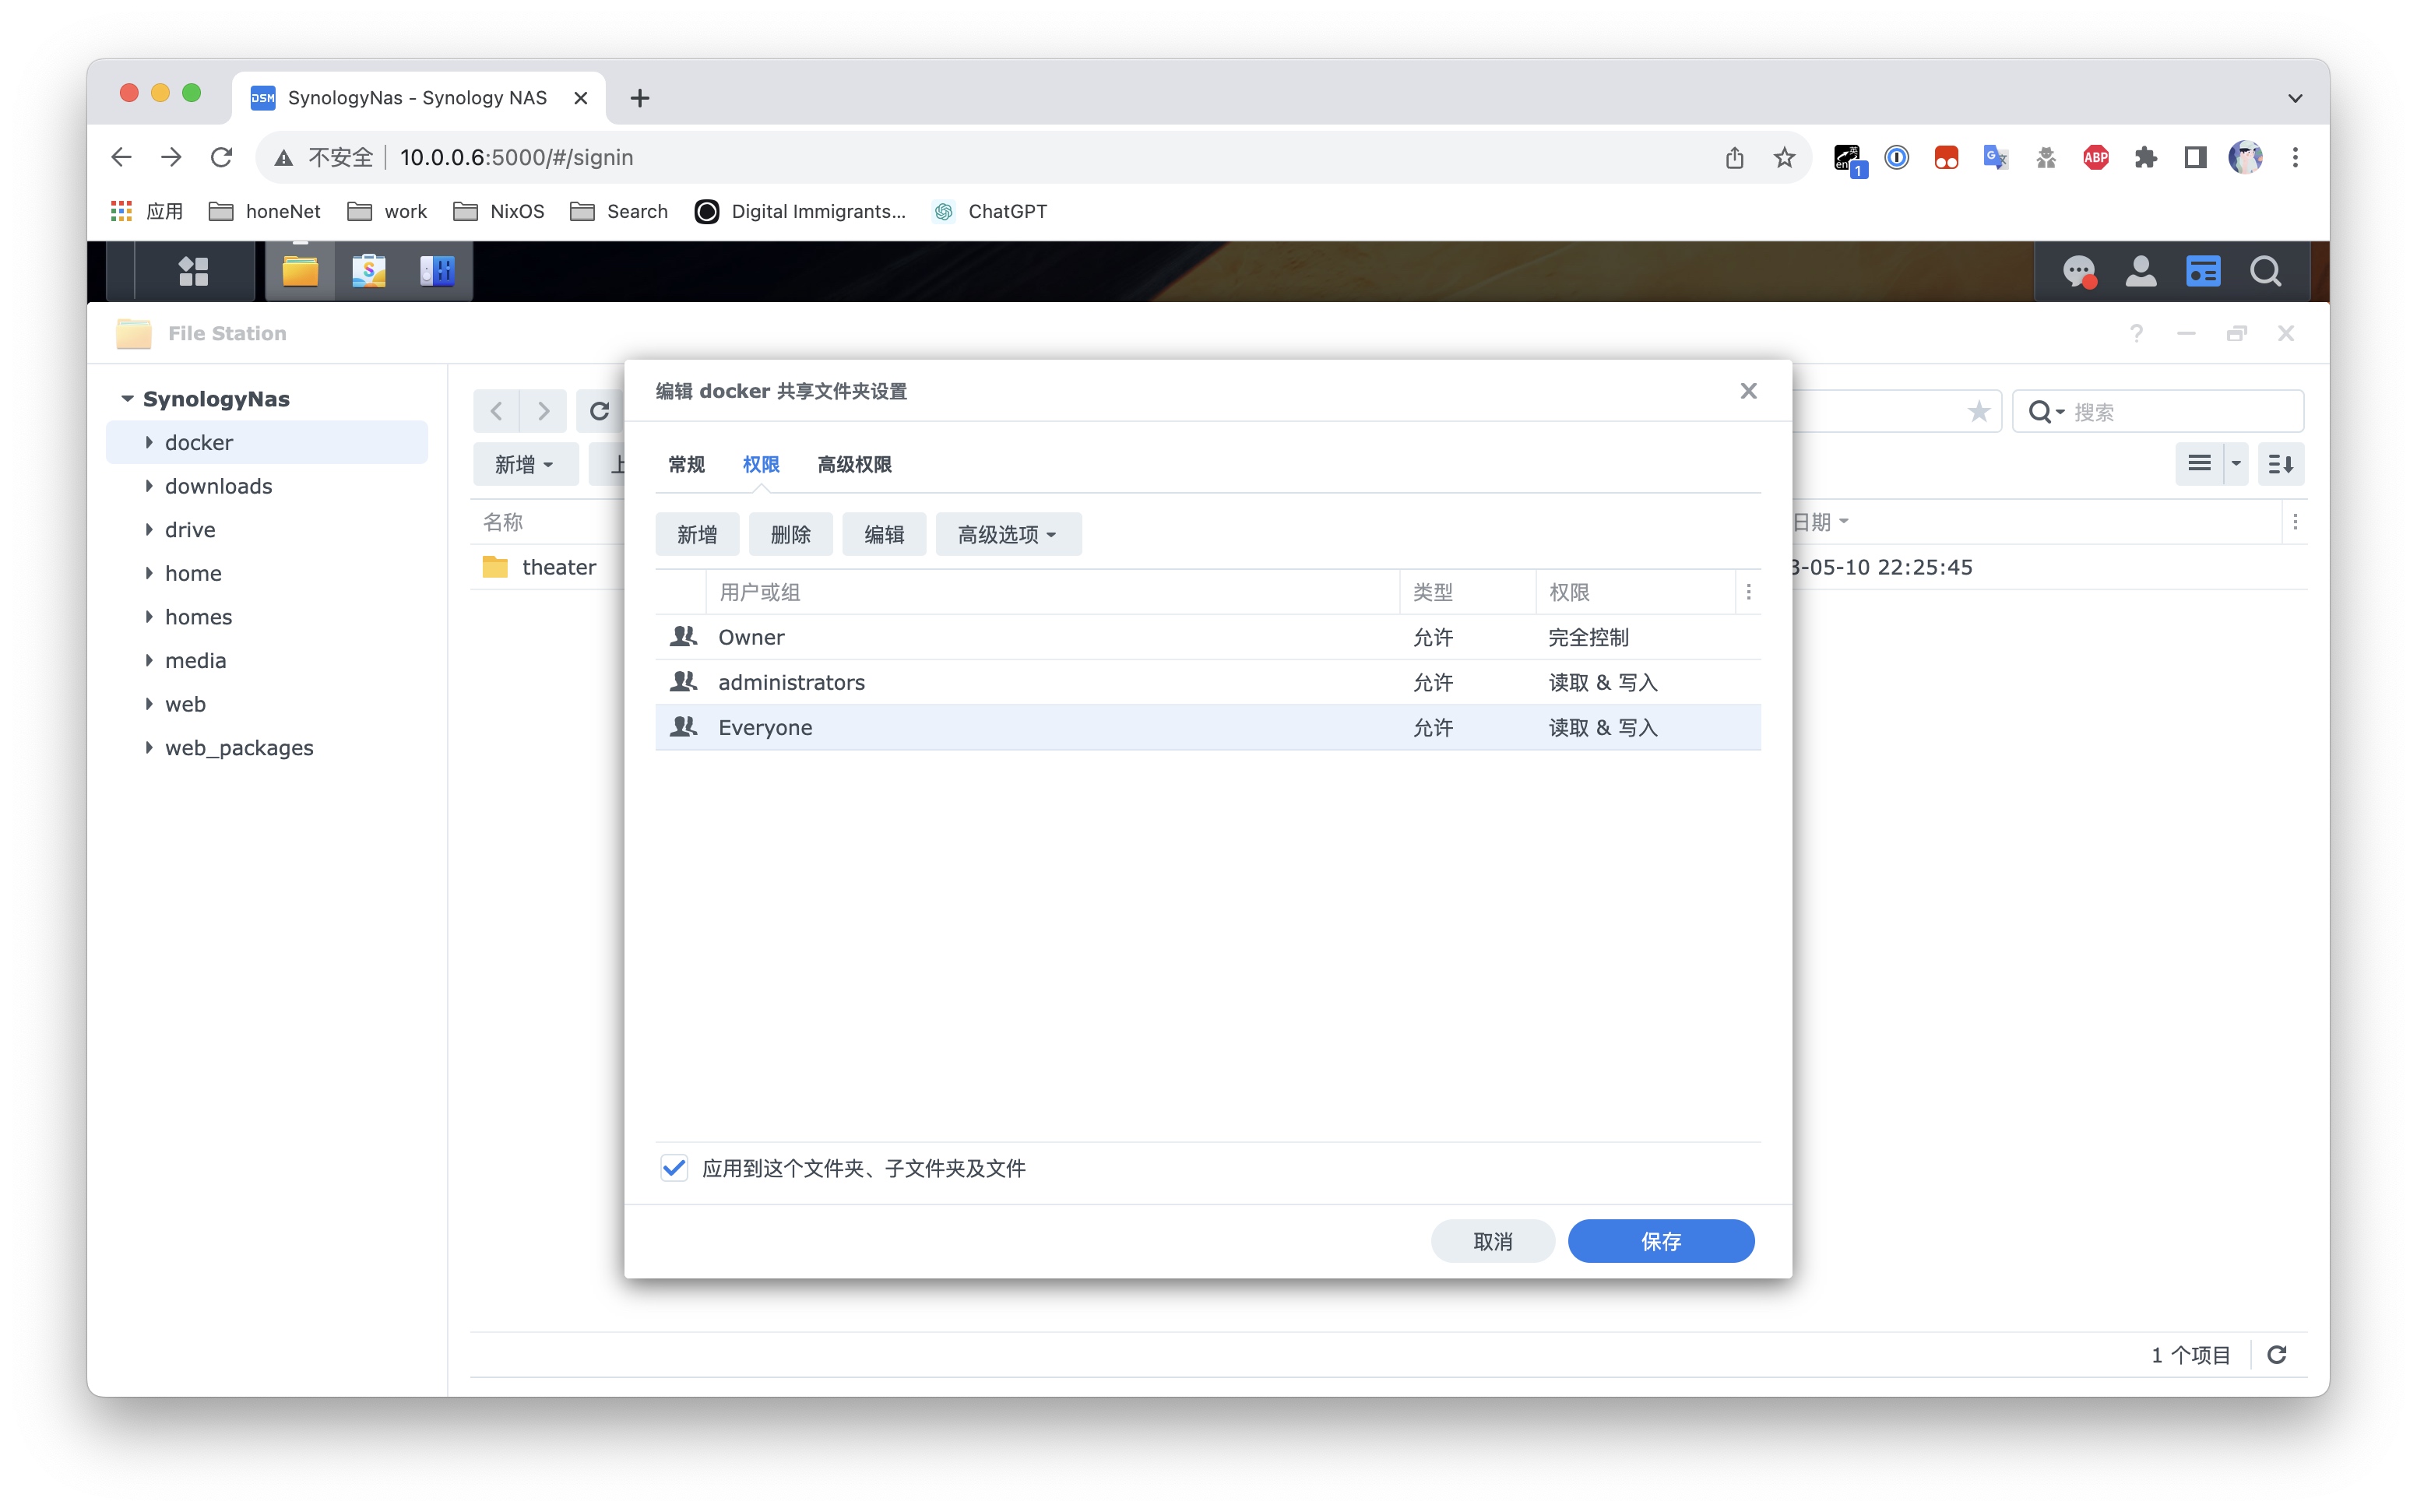 SynologyNas - Synology NAS
不安全 10.0.0.6:5000/#/signin
应用 honeNet work NixOS Search Digital Immigrants... ChatGPT
File Station
SynologyNas
docker
downloads
drive
home
homes
media
web
web_packages
新增 上
名称
theater
编辑 docker 共享文件夹设置
常规 权限 高级权限
新增 删除 编辑 高级选项
用户或组 类型 权限
Owner 允许 完全控制
administrators 允许 读取 & 写入
Everyone 允许 读取 & 写入
应用到这个文件夹、子文件夹及文件
取消 保存
搜索
日期
3-05-10 22:25:45
1 个项目
DSM
ABP
1